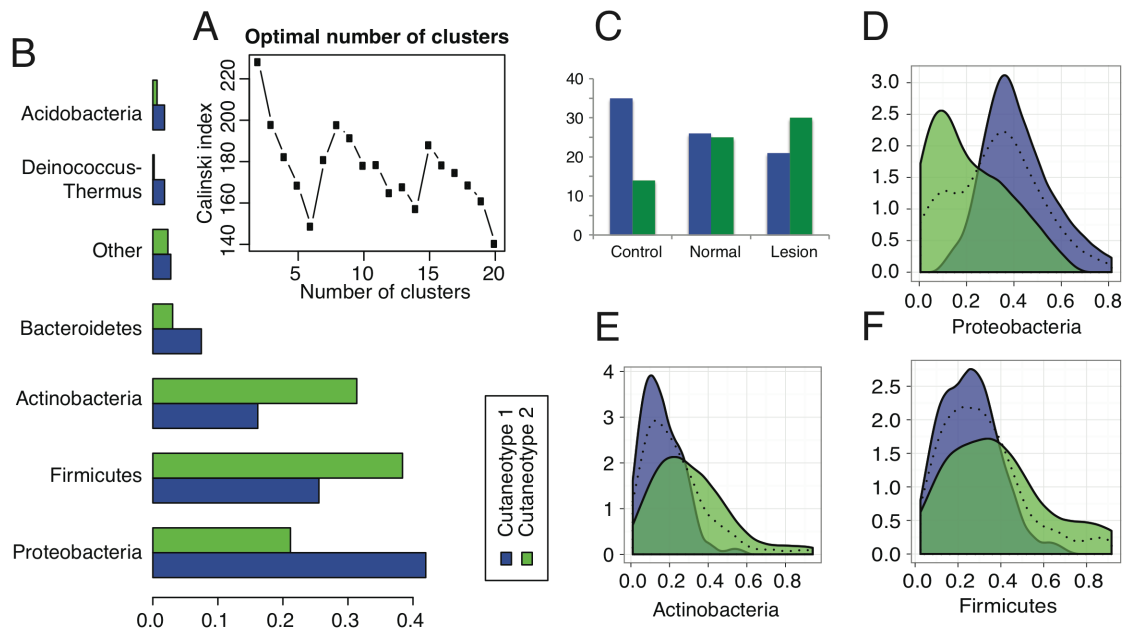 A
Optimal number of clusters
220
200
180
160
140
Calinski index
5 10 15 20
Number of clusters
B
Acidobacteria
Deinococcus-
Thermus
Other
Bacteroidetes
Actinobacteria
Firmicutes
Proteobacteria
0.0 0.1 0.2 0.3 0.4
Cutaneotype 1
Cutaneotype 2
C
40
30
20
10
0
Control Normal Lesion
D
3.0
2.5
2.0
1.5
1.0
0.5
0.0
0.0 0.2 0.4 0.6 0.8
Proteobacteria
E
4
3
2
1
0
0.0 0.2 0.4 0.6 0.8
Actinobacteria
F
2.5
2.0
1.5
1.0
0.5
0.0
0.0 0.2 0.4 0.6 0.8
Firmicutes